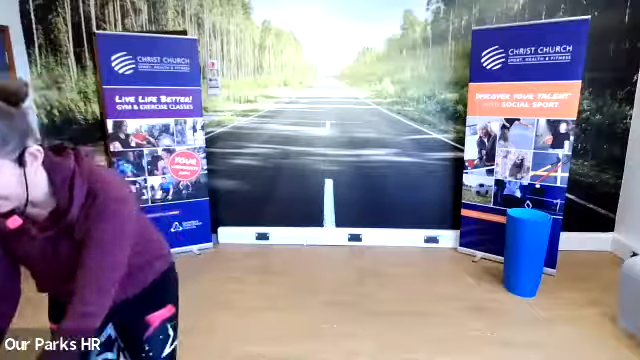 CHRIST CHURCH
SPORT, HEALTH & FITNESS
LIVE LIFE BETTER!
GYM & EXERCISE CLASSES
YOUR
CHRIST CHURCH
SPORT, HEALTH & FITNESS
DISCOVER YOUR TALENT
WITH SOCIAL SPORT
Our Parks HR